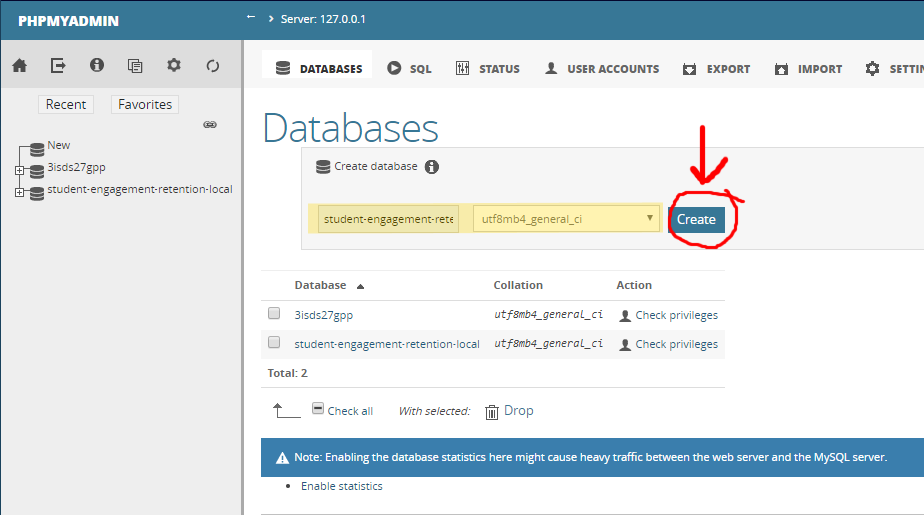 PHPMYADMIN
← > Server: 127.0.0.1
DATABASES SQL STATUS USER ACCOUNTS EXPORT IMPORT SETTIN
Recent Favorites
New
3isds27gpp
student-engagement-retention-local
Databases
Create database
student-engagement-rete utf8mb4_general_ci Create
Database Collation Action
3isds27gpp utf8mb4_general_ci Check privileges
student-engagement-retention-local utf8mb4_general_ci Check privileges
Total: 2
Check all With selected: Drop
Note: Enabling the database statistics here might cause heavy traffic between the web server and the MySQL server.
• Enable statistics